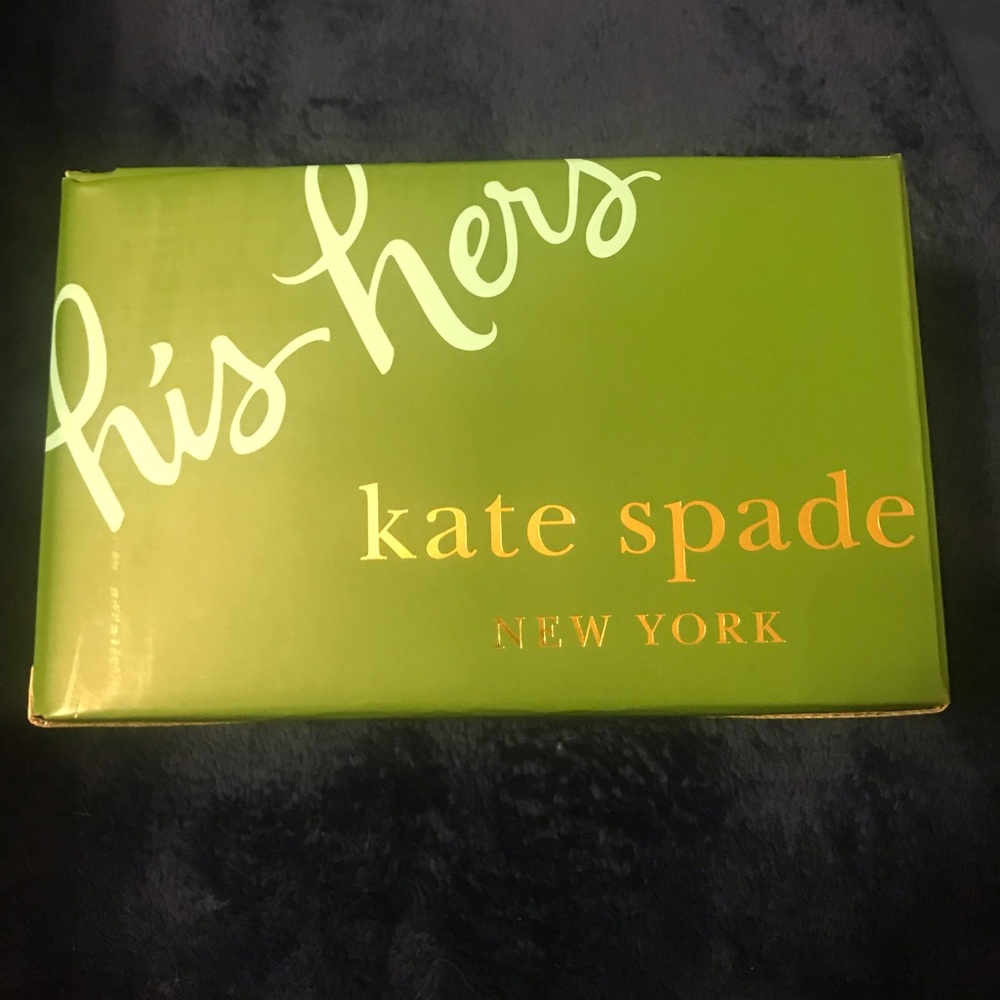 his hers
kate spade
NEW YORK